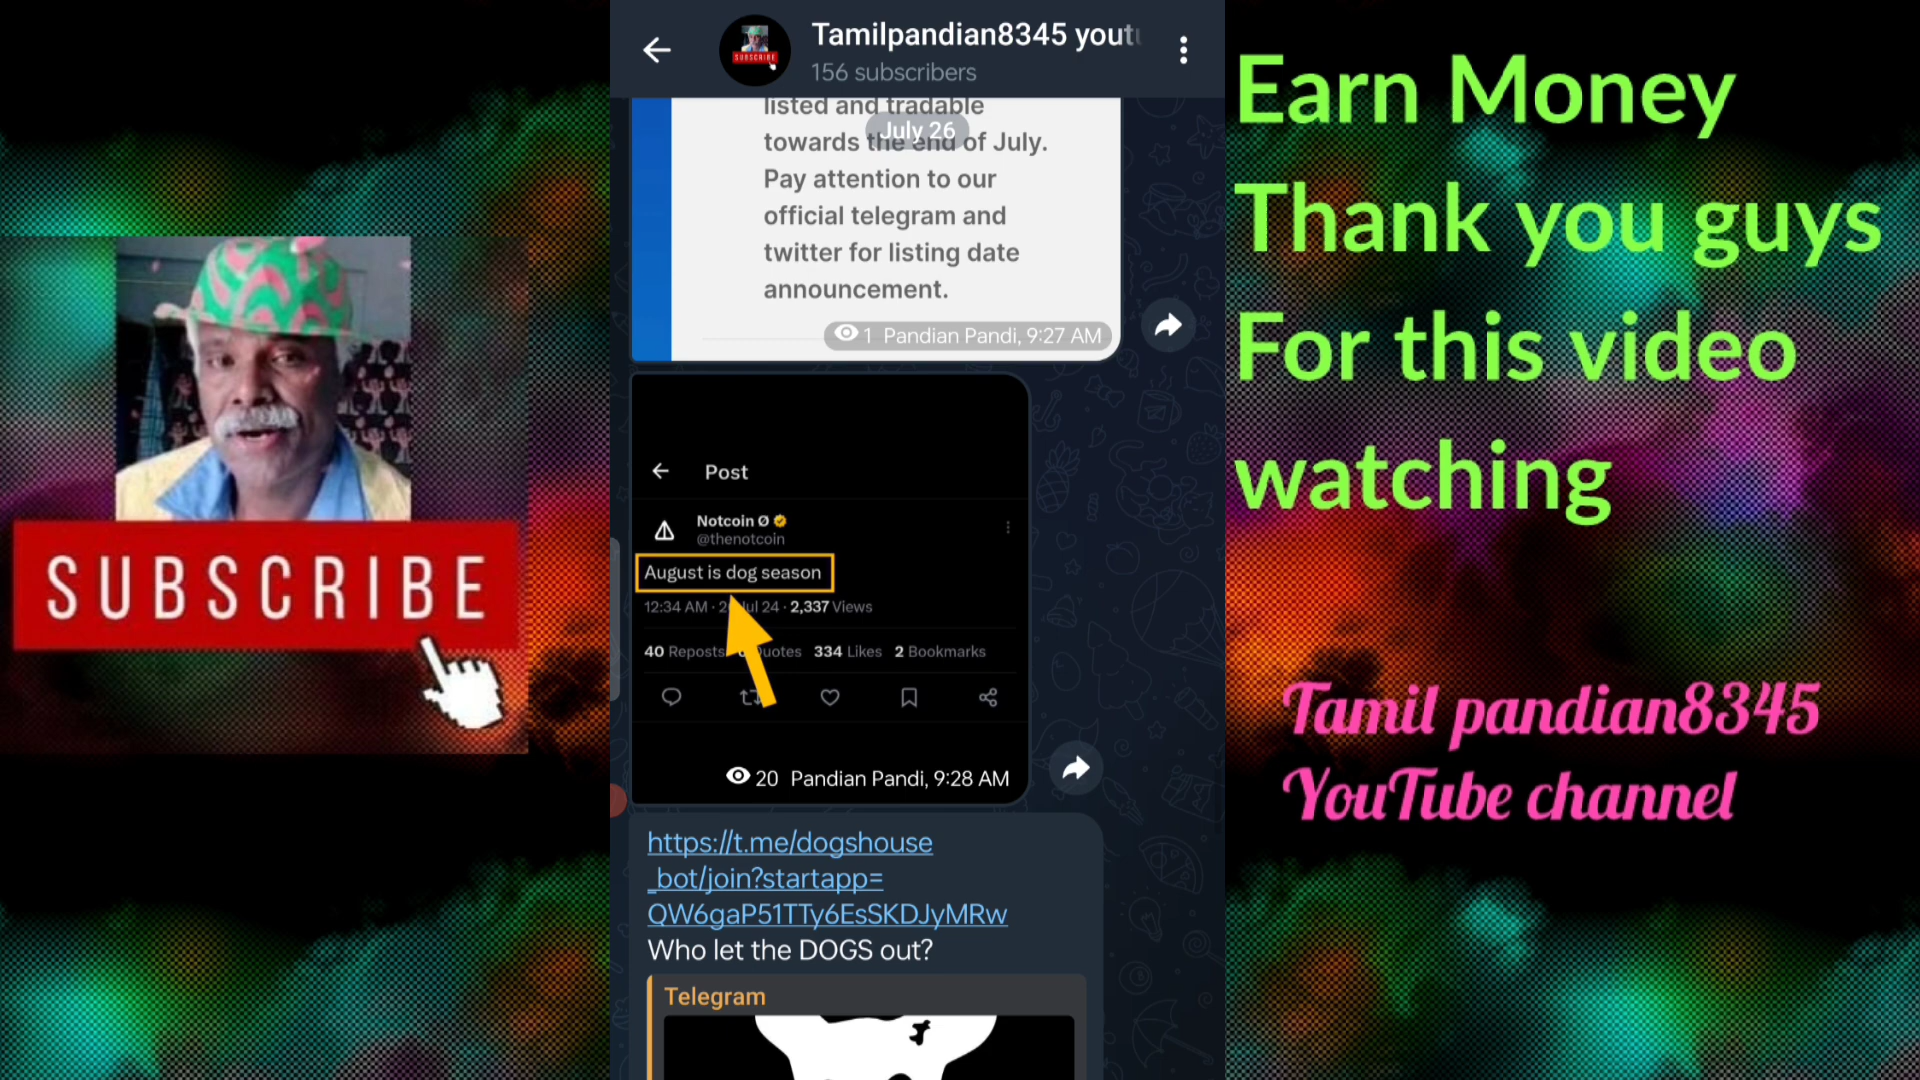 SUBSCRIBE
SUBSCRIBE
Tamilpandian8345 youtu
156 subscribers
listed and tradable
July 26
towards the end of July.
Pay attention to our
official telegram and
twitter for listing date
announcement.
1 Pandian Pandi, 9:27 AM
Post
Notcoin Ø
@thenotcoin
August is dog season
12:34 AM · 2 Jul 24 · 2,337 Views
40 Reposts Quotes 334 Likes 2 Bookmarks
20 Pandian Pandi, 9:28 AM
https://t.me/dogshouse
_bot/join?startapp=
QW6gaP51TTy6EsSKDJyMRw
Who let the DOGS out?
Telegram
Earn Money
Thank you guys
For this video
watching
Tamil pandian8345
YouTube channel